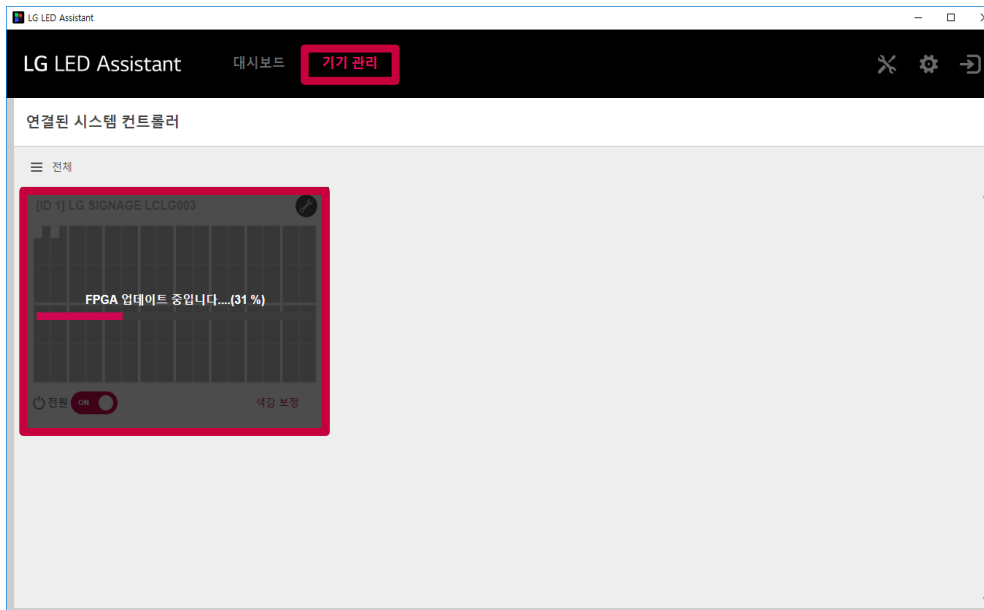 LG LED Assistant
LG LED Assistant 대시보드 기기 관리
연결된 시스템 컨트롤러
전체
[ID 1] LG SIGNAGE LCLG003
FPGA 업데이트 중입니다....(31 %)
전원 ON 색감 보정